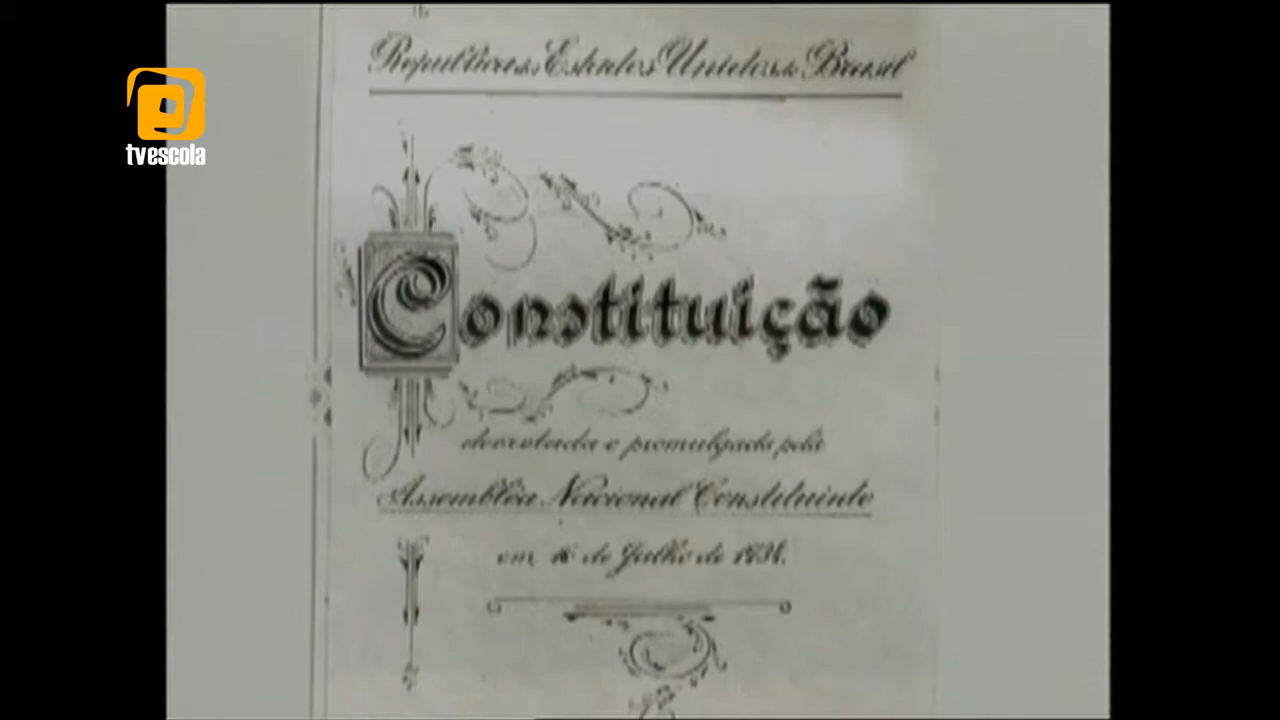 tvescola
Republica dos Estados Unidos do Brasil
Constituição
decretada e promulgada pela
Assembléa Nacional Constituinte
em 16 de Julho de 1934.